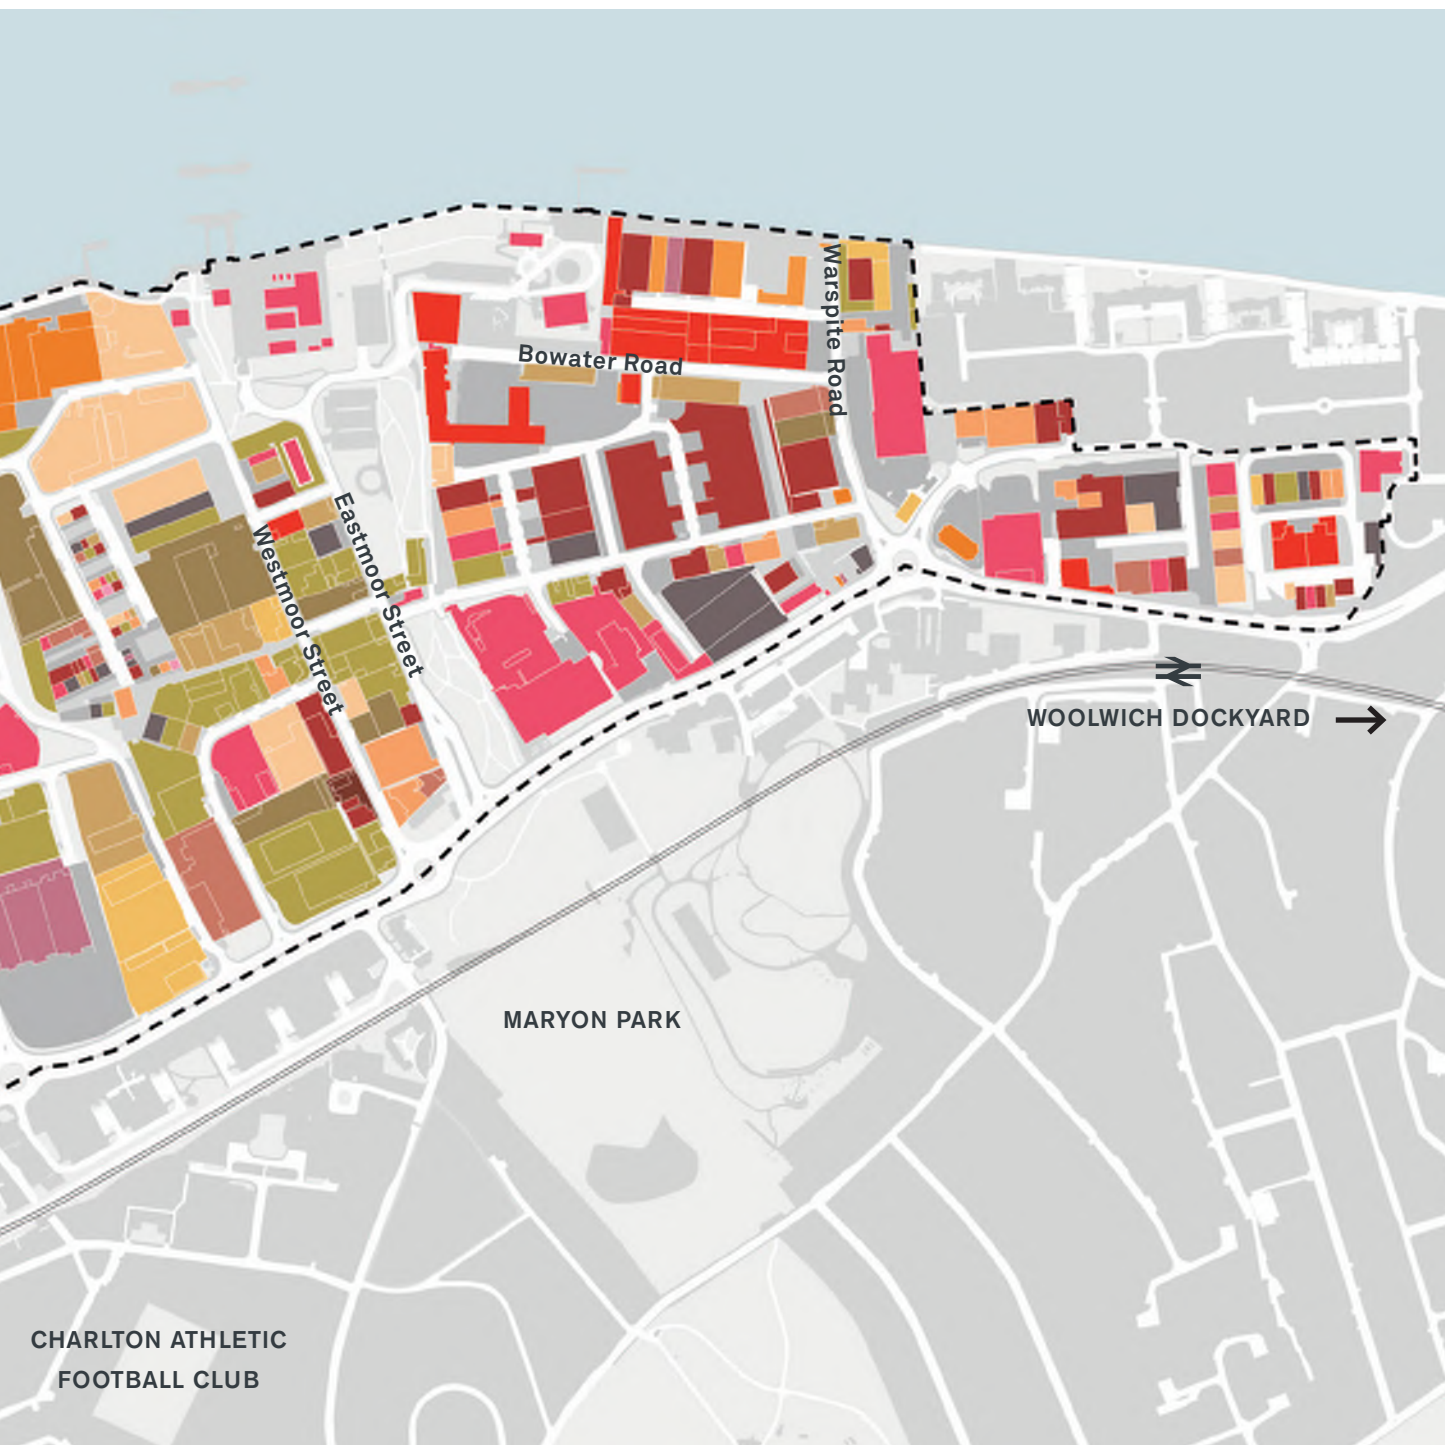 Bowater Road
Warspite Road
Eastmoor Street
Westmoor Street
WOOLWICH DOCKYARD
MARYON PARK
CHARLTON ATHLETIC
FOOTBALL CLUB